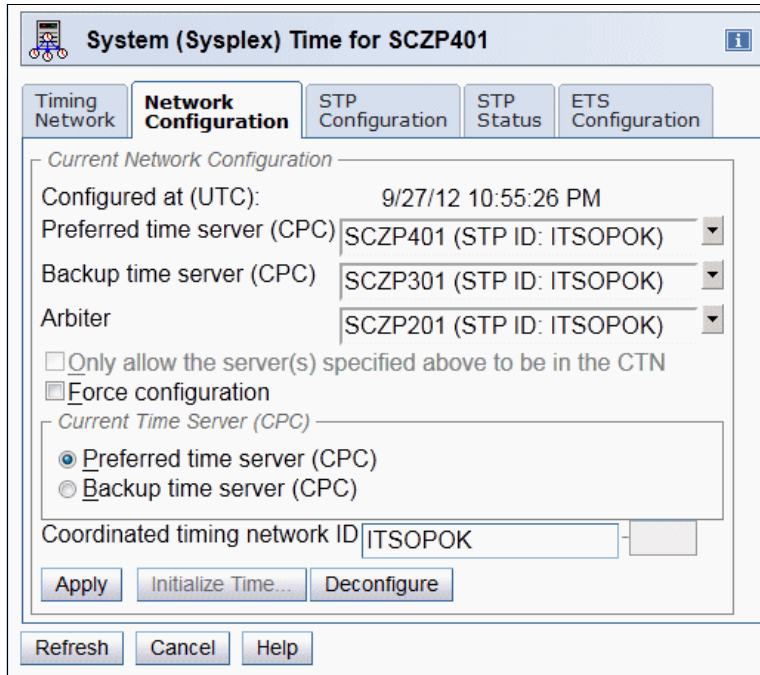 System (Sysplex) Time for SCZP401
i
Timing Network
Network Configuration
STP Configuration
STP Status
ETS Configuration
Current Network Configuration
Configured at (UTC): 9/27/12 10:55:26 PM
Preferred time server (CPC) SCZP401 (STP ID: ITSOPOK)
Backup time server (CPC) SCZP301 (STP ID: ITSOPOK)
Arbiter SCZP201 (STP ID: ITSOPOK)
Only allow the server(s) specified above to be in the CTN
Force configuration
Current Time Server (CPC)
Preferred time server (CPC)
Backup time server (CPC)
Coordinated timing network ID ITSOPOK -
Apply Initialize Time... Deconfigure
Refresh Cancel Help